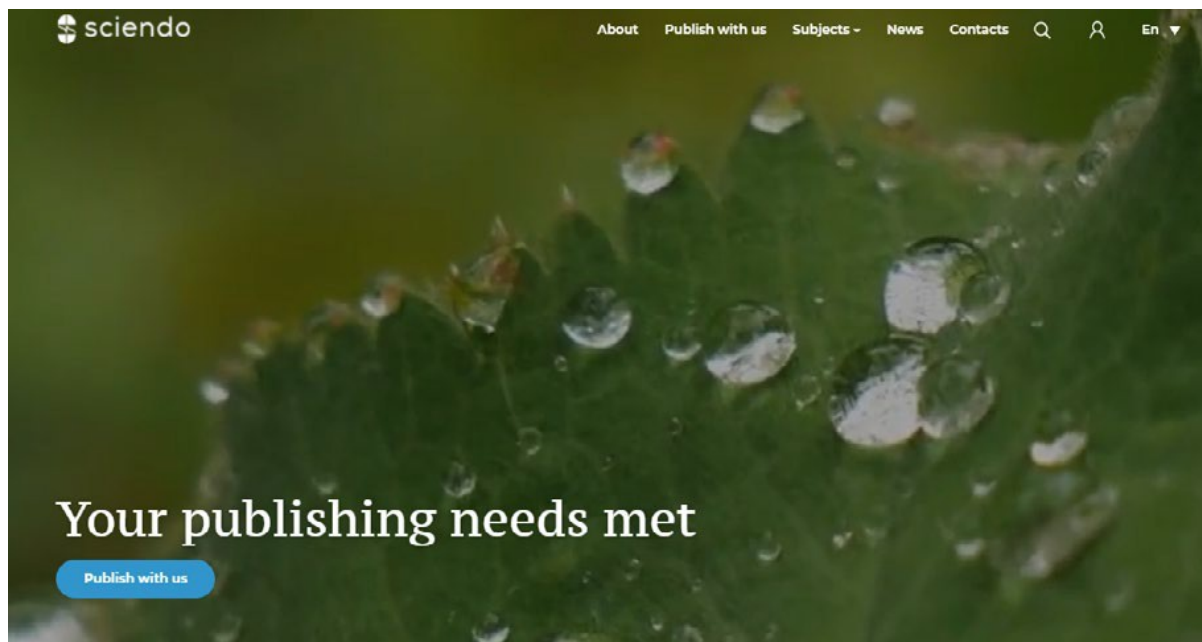 sciendo
About Publish with us Subjects News Contacts En
Your publishing needs met
Publish with us